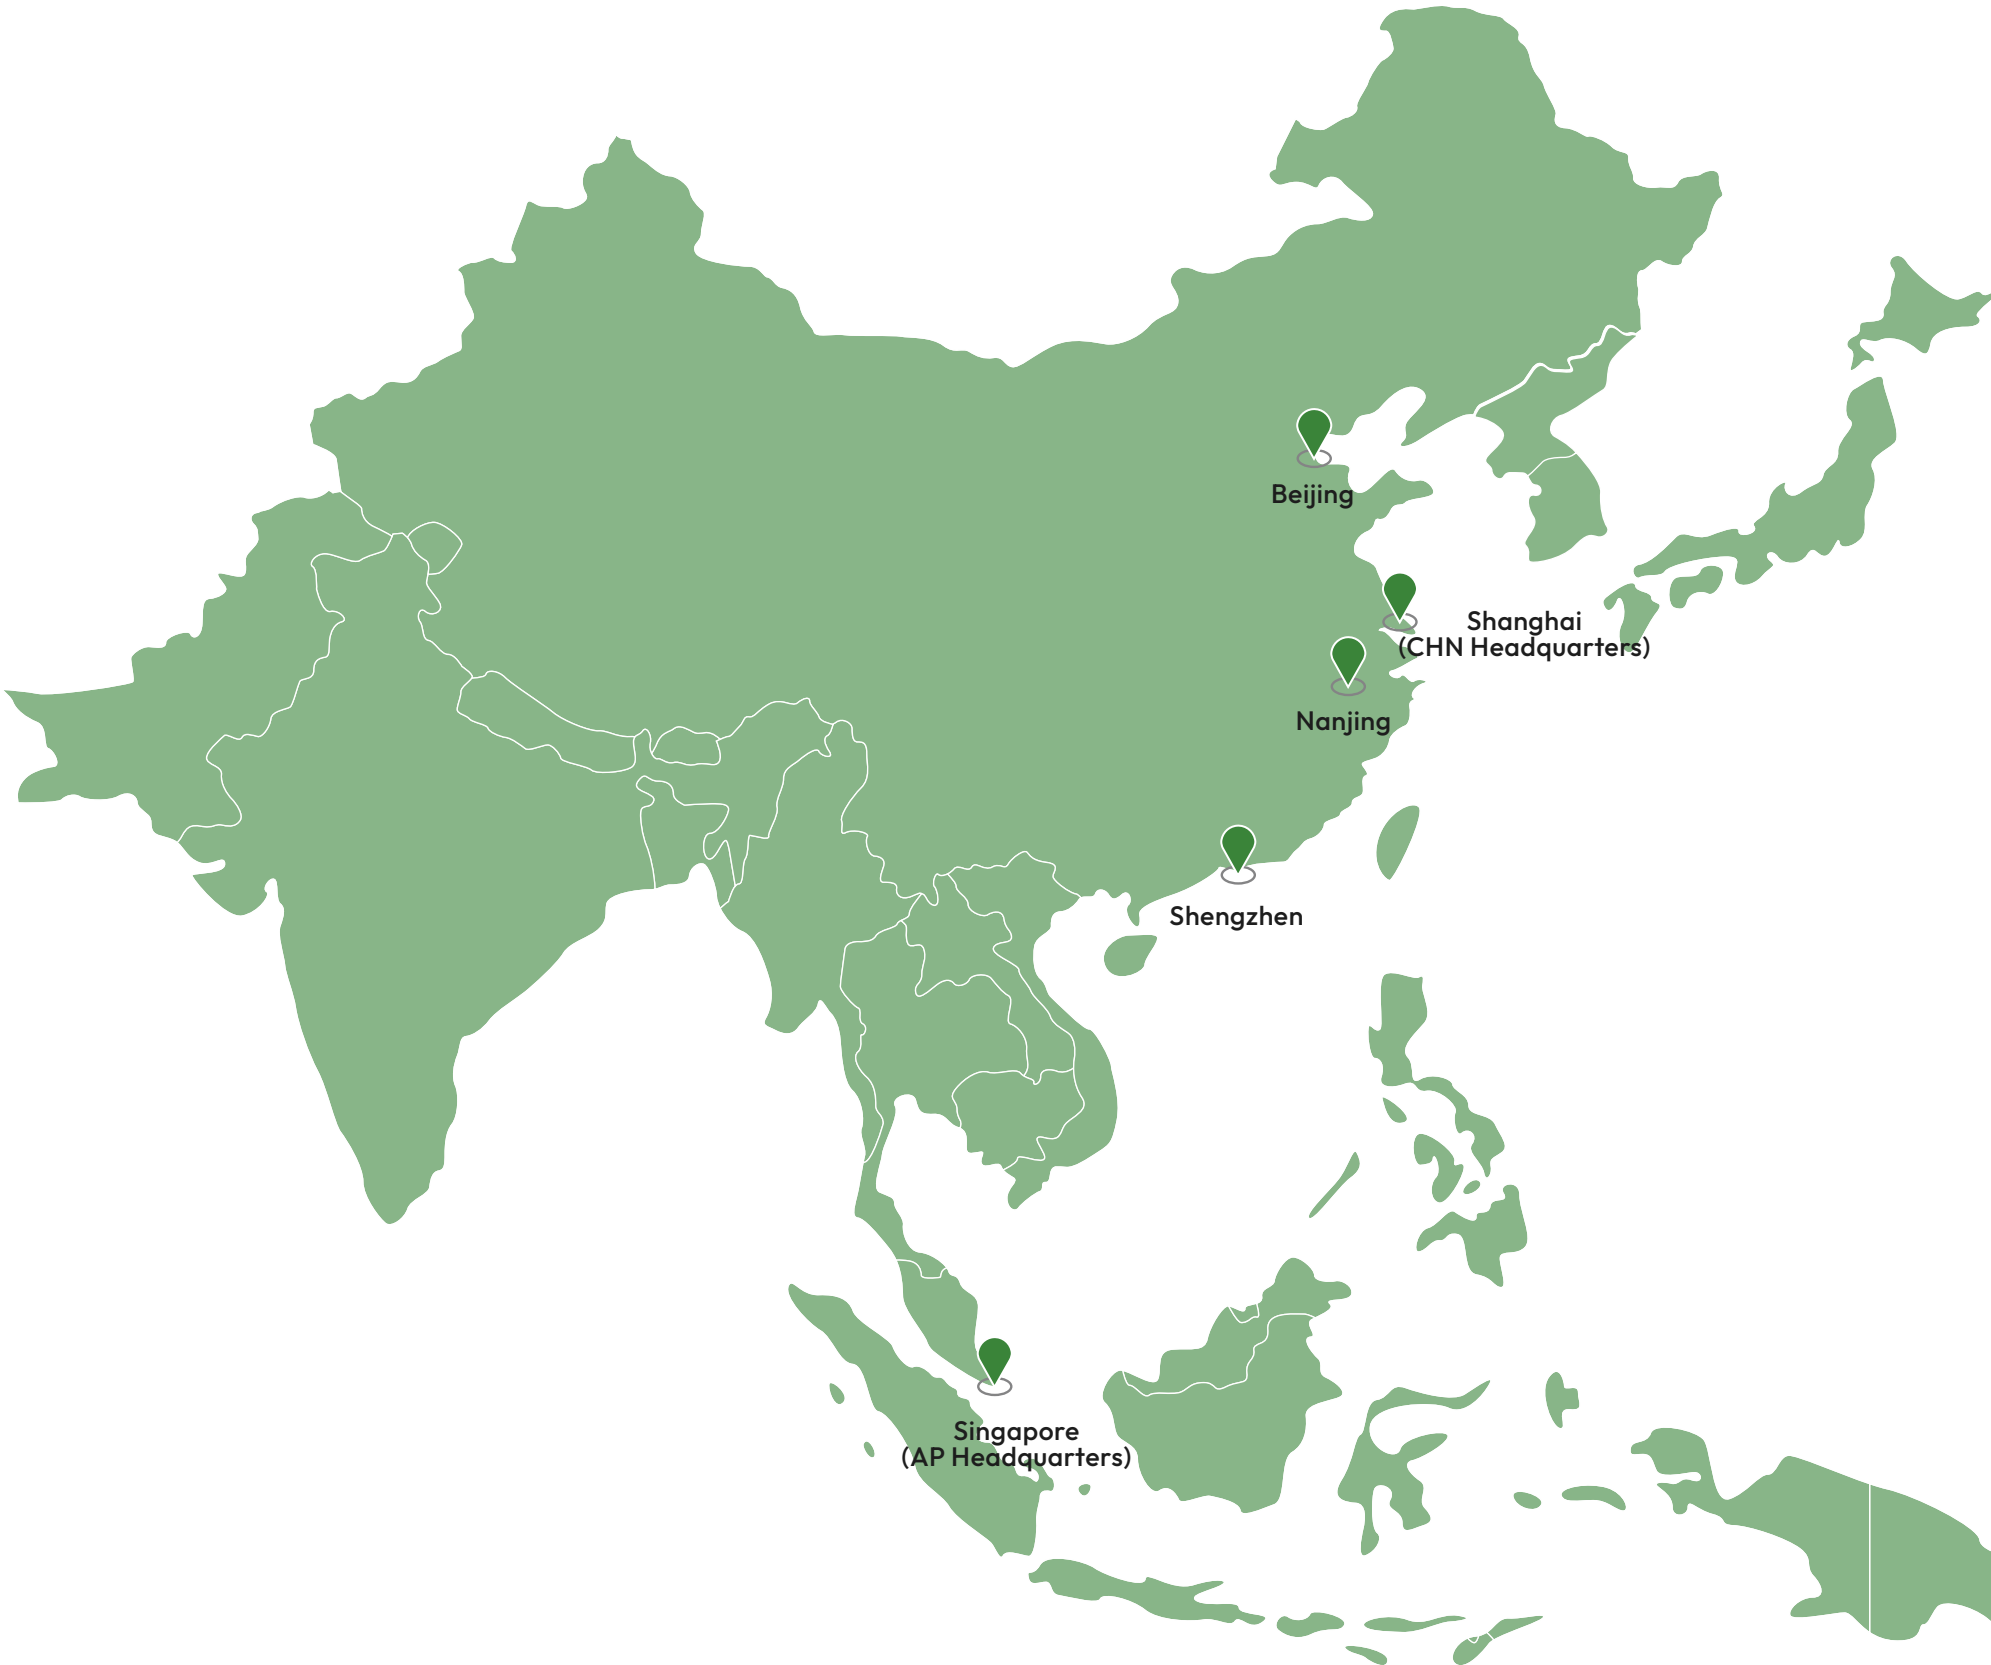 Beijing
Shanghai
(CHN Headquarters)
Nanjing
Shengzhen
Singapore
(AP Headquarters)